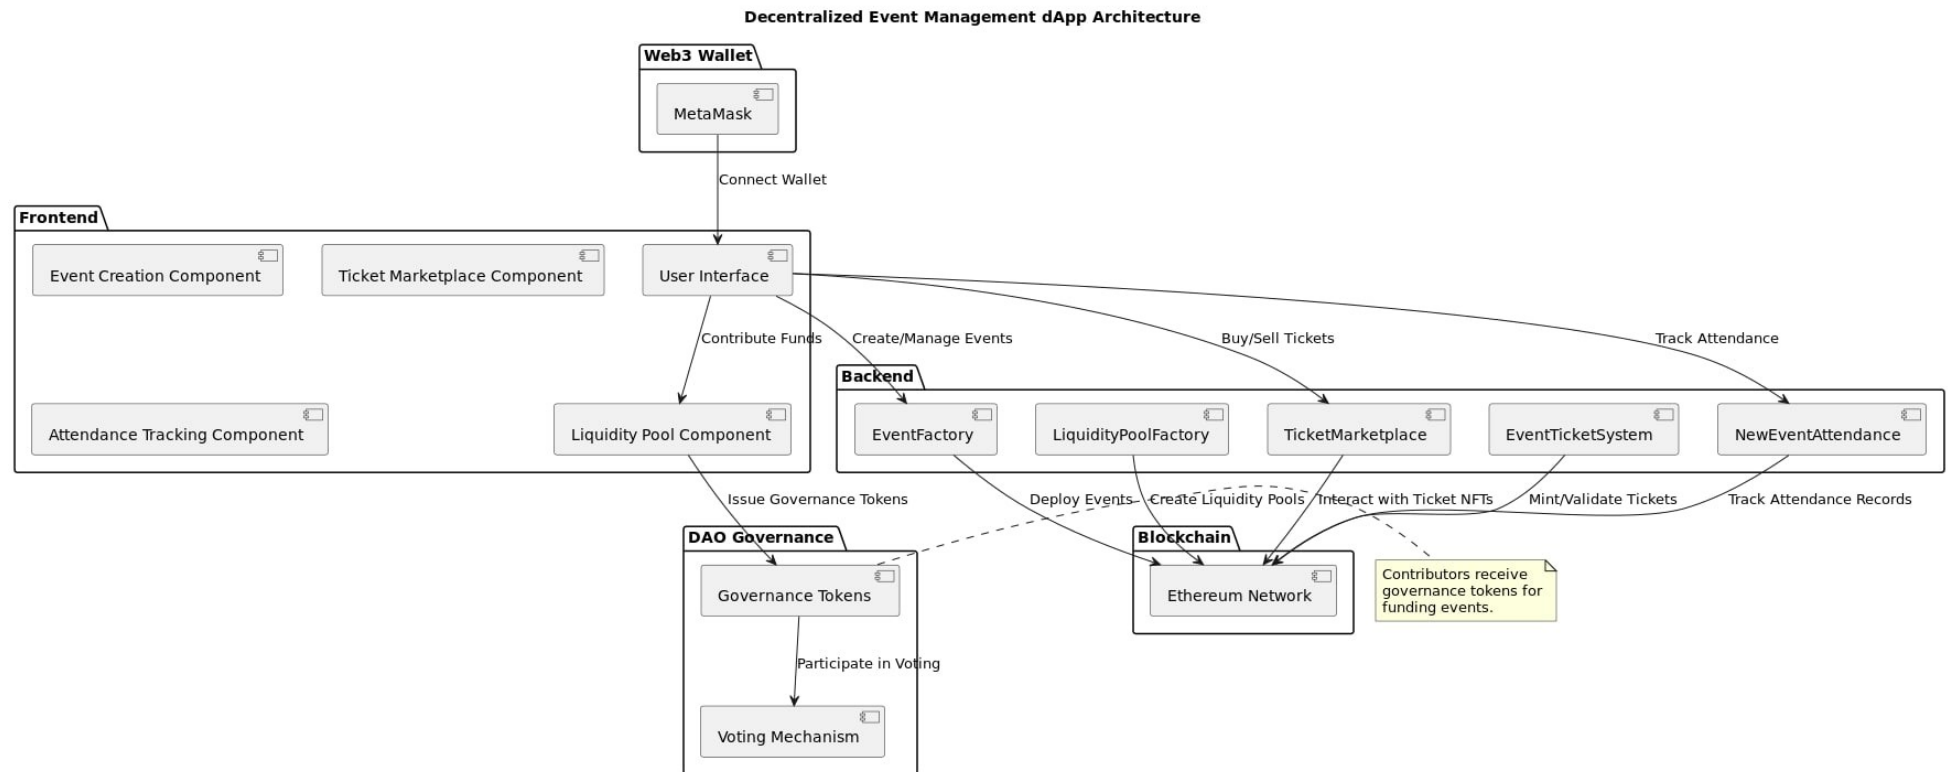 Decentralized Event Management dApp Architecture
Web3 Wallet
MetaMask
Connect Wallet
Frontend
Event Creation Component
Ticket Marketplace Component
User Interface
Contribute Funds
Create/Manage Events
Buy/Sell Tickets
Track Attendance
Backend
Attendance Tracking Component
Liquidity Pool Component
EventFactory
LiquidityPoolFactory
TicketMarketplace
EventTicketSystem
NewEventAttendance
Issue Governance Tokens
Deploy Events
Create Liquidity Pools
Interact with Ticket NFTs
Mint/Validate Tickets
Track Attendance Records
DAO Governance
Blockchain
Governance Tokens
Ethereum Network
Contributors receive
governance tokens for
funding events.
Participate in Voting
Voting Mechanism